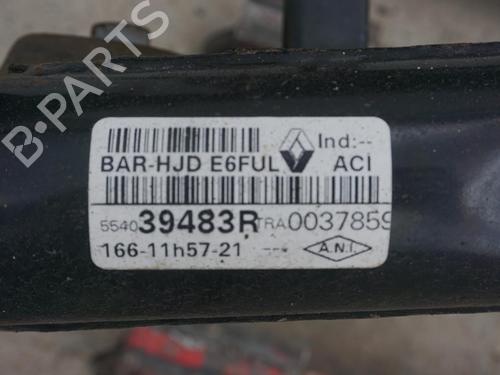 B-PARTS
Ind:--
BAR-HJD E6FUL ACI
554039483R TRA0037859
166-11h57-21 --- A.N.I.